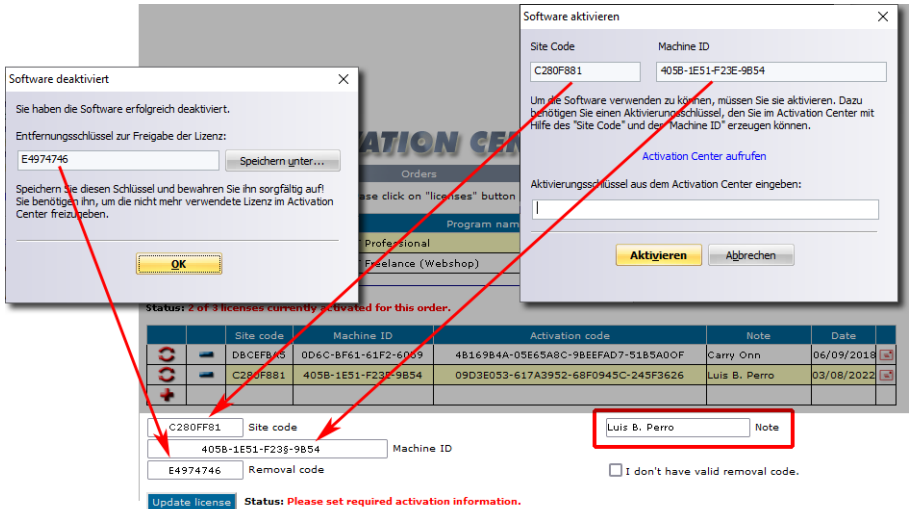 Software aktivieren
Site Code Machine ID
C280F881 405B-1E51-F23E-9B54
Um die Software verwenden zu können, müssen Sie sie aktivieren. Dazu
benötigen Sie einen Aktivierungsschlüssel, den Sie im Activation Center mit
Hilfe des "Site Code" und der "Machine ID" erzeugen können.
Activation Center aufrufen
Aktivierungsschlüssel aus dem Activation Center eingeben:
Aktivieren Abbrechen
Software deaktiviert
Sie haben die Software erfolgreich deaktiviert.
Entfernungsschlüssel zur Freigabe der Lizenz:
E4974746 Speichern unter...
Speichern Sie diesen Schlüssel und bewahren Sie ihn sorgfältig auf!
Sie benötigen ihn, um die nicht mehr verwendete Lizenz im Activation
Center freizugeben.
OK
Orders
click on "licenses" button
Program
Professional
Freelance (Webshop)
Status: 2 of 3 licenses currently activated for this order.
Site code Machine ID Activation code Note Date
0D6C-BF61-61F2-6059 4B169B4A-05E65A8C-9BEEFAD7-51B5A00F Carry Onn 06/09/2018
C280F881 405B-1E51-F23E-9B54 09D3E053-617A3952-68F0945C-245F3626 Luis B. Perro 03/08/2022
C280FF81 Site code Luis B. Perro Note
405B-1E51-F23§-9B54 Machine ID
E4974746 Removal code I don't have valid removal code.
Update license Status: Please set required activation information.